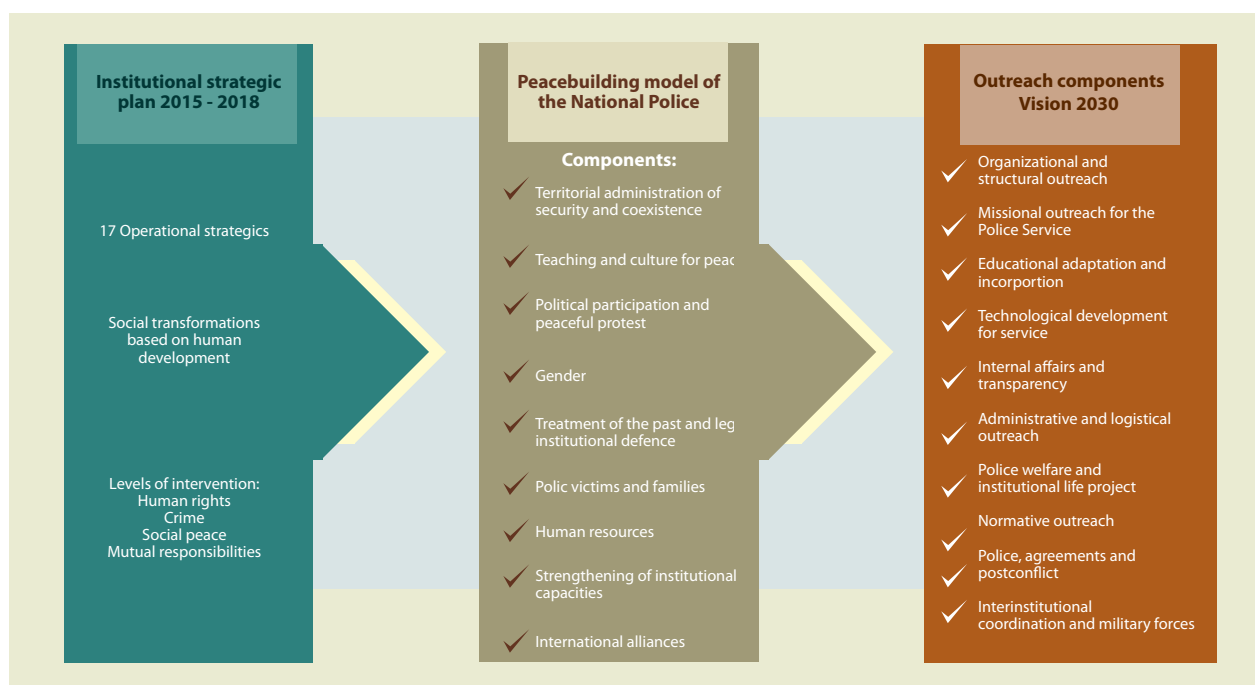 Institutional strategic
plan 2015 - 2018
17 Operational strategics
Social transformations
based on human
development
Levels of intervention:
Human rights
Crime
Social peace
Mutual responsibilities
Peacebuilding model of
the National Police
Components:
Territorial administration of
security and coexistence
Teaching and culture for peac
Political participation and
peaceful protest
Gender
Treatment of the past and leg
institutional defence
Polic victims and families
Human resources
Strengthening of institutional
capacities
International alliances
Outreach components
Vision 2030
Organizational and
structural outreach
Missional outreach for the
Police Service
Educational adaptation and
incorportion
Technological development
for service
Internal affairs and
transparency
Administrative and logistical
outreach
Police welfare and
institutional life project
Normative outreach
Police, agreements and
postconflict
Interinstitutional
coordination and military forces